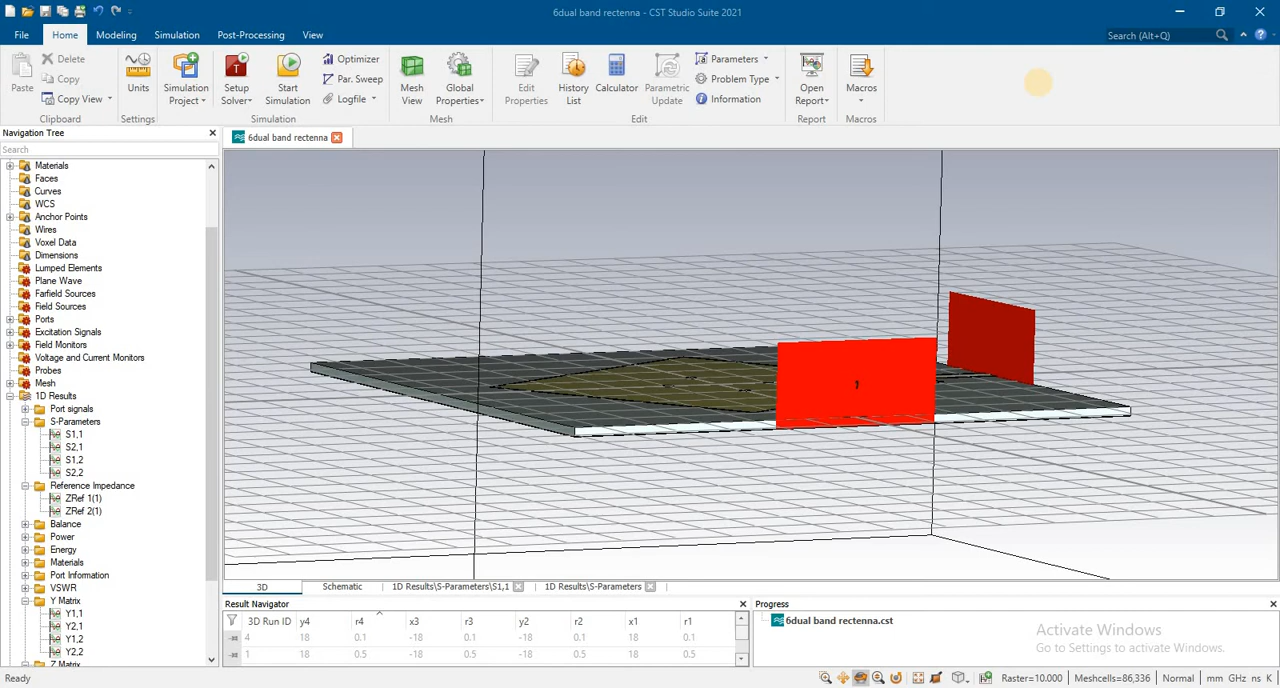 6dual band rectenna - CST Studio Suite 2021
File Home Modeling Simulation Post-Processing View Search (Alt+Q)
Paste Delete Copy Copy View Units Simulation Project Setup Solver Start Simulation Optimizer Par. Sweep Logfile Mesh View Global Properties Edit Properties History List Calculator Parametric Update Parameters Problem Type Information Open Report Macros
Clipboard Settings Simulation Mesh Edit Report Macros
Navigation Tree
6dual band rectenna
Search
Materials
Faces
Curves
WCS
Anchor Points
Wires
Voxel Data
Dimensions
Lumped Elements
Plane Wave
Farfield Sources
Field Sources
Ports
Excitation Signals
Field Monitors
Voltage and Current Monitors
Probes
Mesh
1D Results
Port signals
S-Parameters
S1,1
S2,1
S1,2
S2,2
Reference Impedance
ZRef 1(1)
ZRef 2(1)
Balance
Power
Energy
Materials
Port Information
VSWR
Y Matrix
Y1,1
Y2,1
Y1,2
Y2,2
Z Matrix
3D Schematic 1D Results\S-Parameters\S1,1 1D Results\S-Parameters
Result Navigator
3D Run ID y4 r4 x3 r3 y2 r2 x1 r1
4 18 0.1 -18 0.1 -18 0.1 18 0.1
1 18 0.5 -18 0.5 -18 0.5 18 0.5
Progress
6dual band rectenna.cst
Activate Windows
Go to Settings to activate Windows.
Ready Raster=10.000 Meshcells=86,336 Normal mm GHz ns K